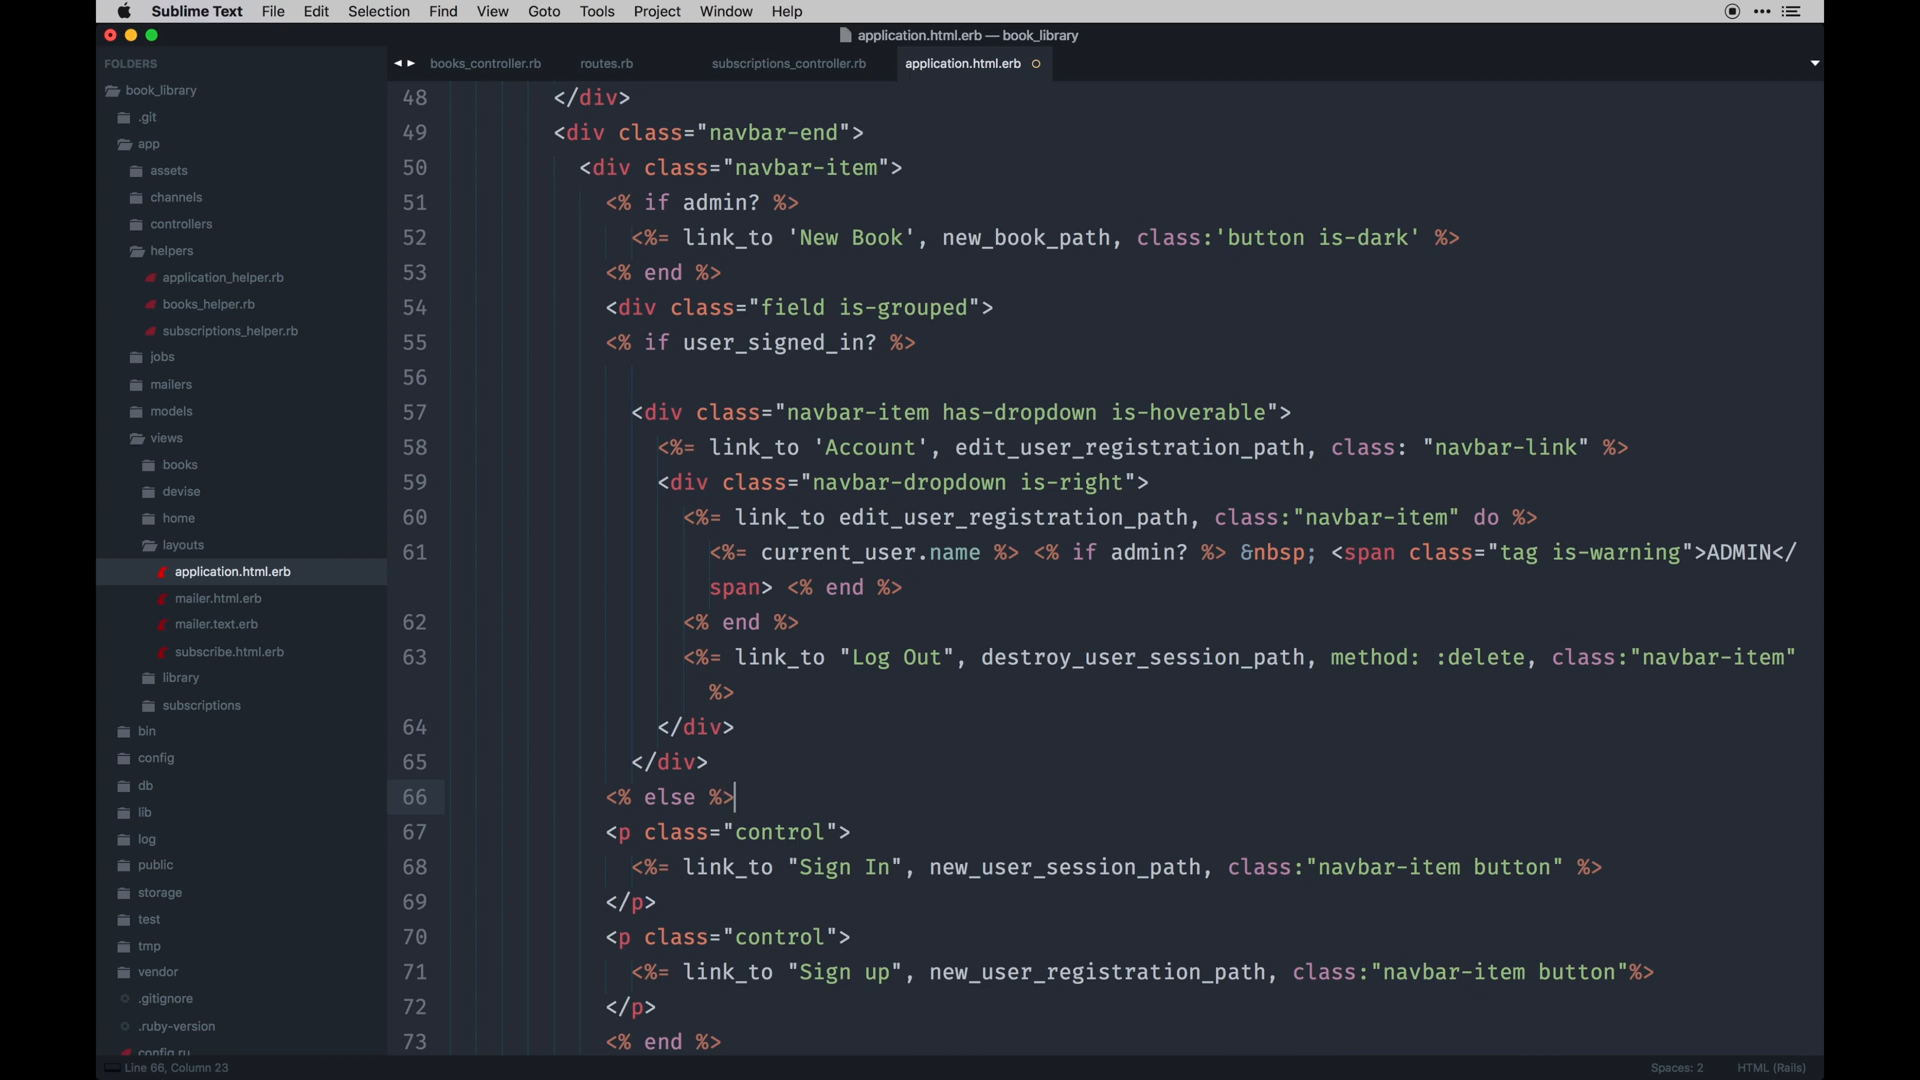 Sublime Text File Edit Selection Find View Goto Tools Project Window Help
application.html.erb — book_library
FOLDERS
book_library
.git
app
assets
channels
controllers
helpers
application_helper.rb
books_helper.rb
subscriptions_helper.rb
jobs
mailers
models
views
books
devise
home
layouts
application.html.erb
mailer.html.erb
mailer.text.erb
subscribe.html.erb
library
subscriptions
bin
config
db
lib
log
public
storage
test
tmp
vendor
.gitignore
.ruby-version
config.ru
books_controller.rb routes.rb subscriptions_controller.rb application.html.erb
48 </div>
49 <div class="navbar-end">
50 <div class="navbar-item">
51 <% if admin? %>
52 <%= link_to 'New Book', new_book_path, class:'button is-dark' %>
53 <% end %>
54 <div class="field is-grouped">
55 <% if user_signed_in? %>
56
57 <div class="navbar-item has-dropdown is-hoverable">
58 <%= link_to 'Account', edit_user_registration_path, class: "navbar-link" %>
59 <div class="navbar-dropdown is-right">
60 <%= link_to edit_user_registration_path, class:"navbar-item" do %>
61 <%= current_user.name %> <% if admin? %> &nbsp; <span class="tag is-warning">ADMIN</
span> <% end %>
62 <% end %>
63 <%= link_to "Log Out", destroy_user_session_path, method: :delete, class:"navbar-item"
%>
64 </div>
65 </div>
66 <% else %>
67 <p class="control">
68 <%= link_to "Sign In", new_user_session_path, class:"navbar-item button" %>
69 </p>
70 <p class="control">
71 <%= link_to "Sign up", new_user_registration_path, class:"navbar-item button"%>
72 </p>
73 <% end %>
Line 66, Column 23 Spaces: 2 HTML (Rails)